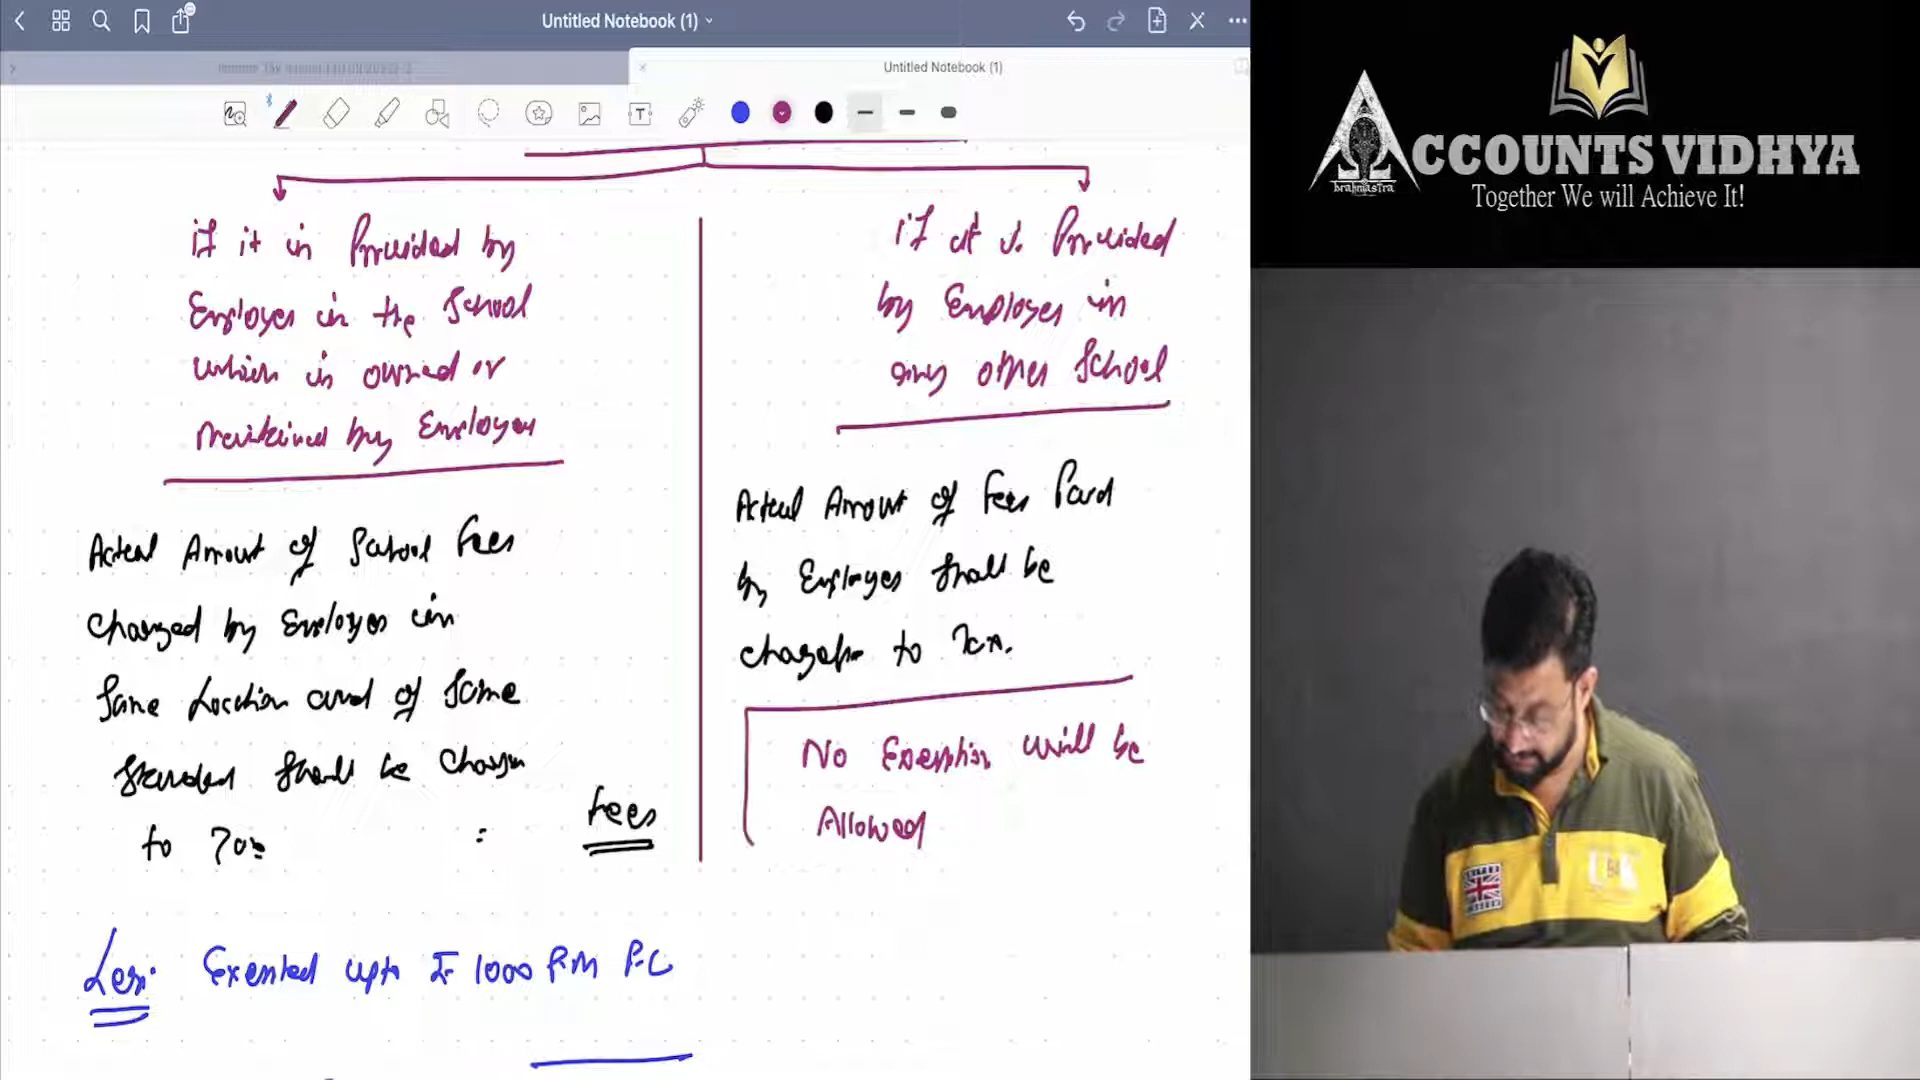 Untitled Notebook (1)
Untitled Notebook (1)
ACCOUNTS VIDHYA
brahmastra
Together We will Achieve It!
if it is Provided by
Employer in the School
which is owned or
Maintained by Employer
Actual Amount of School Fees
Charged by Employer in
Same Location and of Same
Standard Shall be Chargn
to Tax : Fees
Less: Exempted upto ₹ 1000 P.M P.C
if it is Provided
by Employer in
any other School
Actual Amount of Fees Paid
by Employer Shall be
chargable to Tax.
No Exemption will be
Allowed